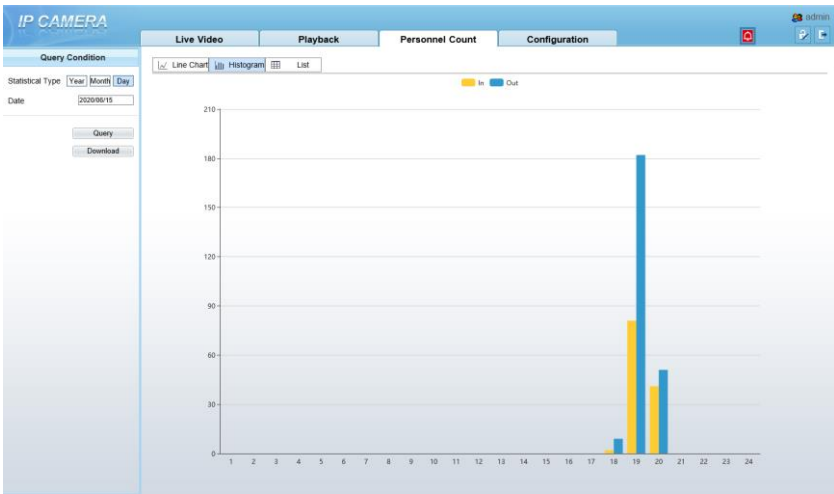 IP CAMERA
admin
Live Video Playback Personnel Count Configuration
Query Condition
Statistical Type Year Month Day
Date 2020/06/15
Query
Download
Line Chart Histogram List
In Out
210
180
150
120
90
60
30
0
1 2 3 4 5 6 7 8 9 10 11 12 13 14 15 16 17 18 19 20 21 22 23 24